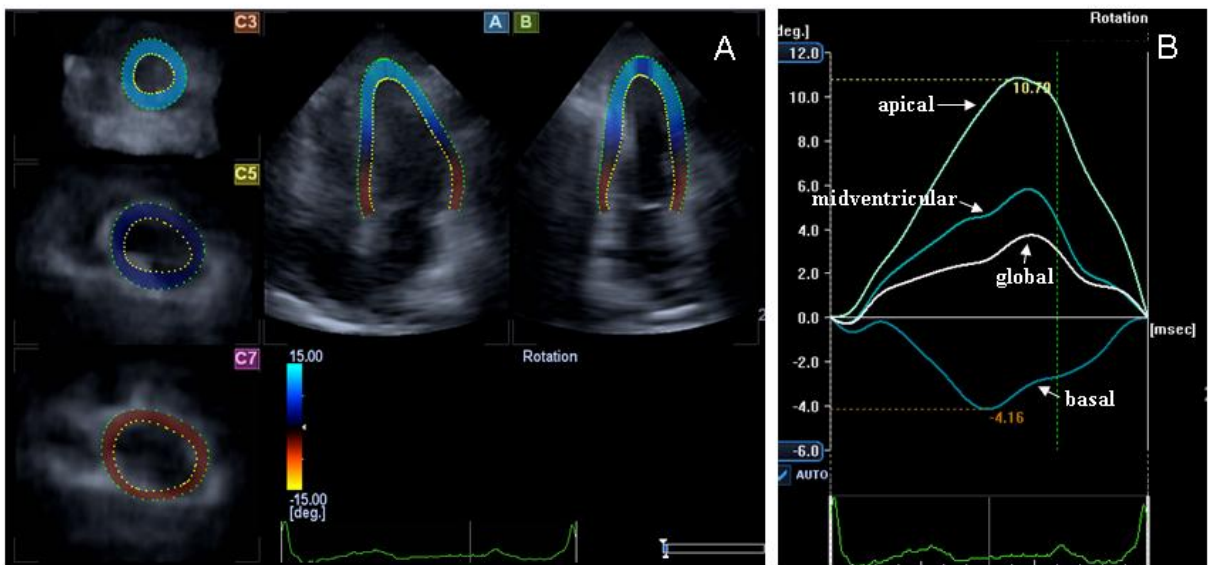 C3
A
B
A
C5
C7
15.00
-15.00
[deg.]
Rotation
2
Rotation
B
deg.]
12.0
10.0
8.0
6.0
4.0
2.0
0.0
-2.0
-4.0
-6.0
10.79
apical
midventricular
global
basal
-4.16
[msec]
AUTO